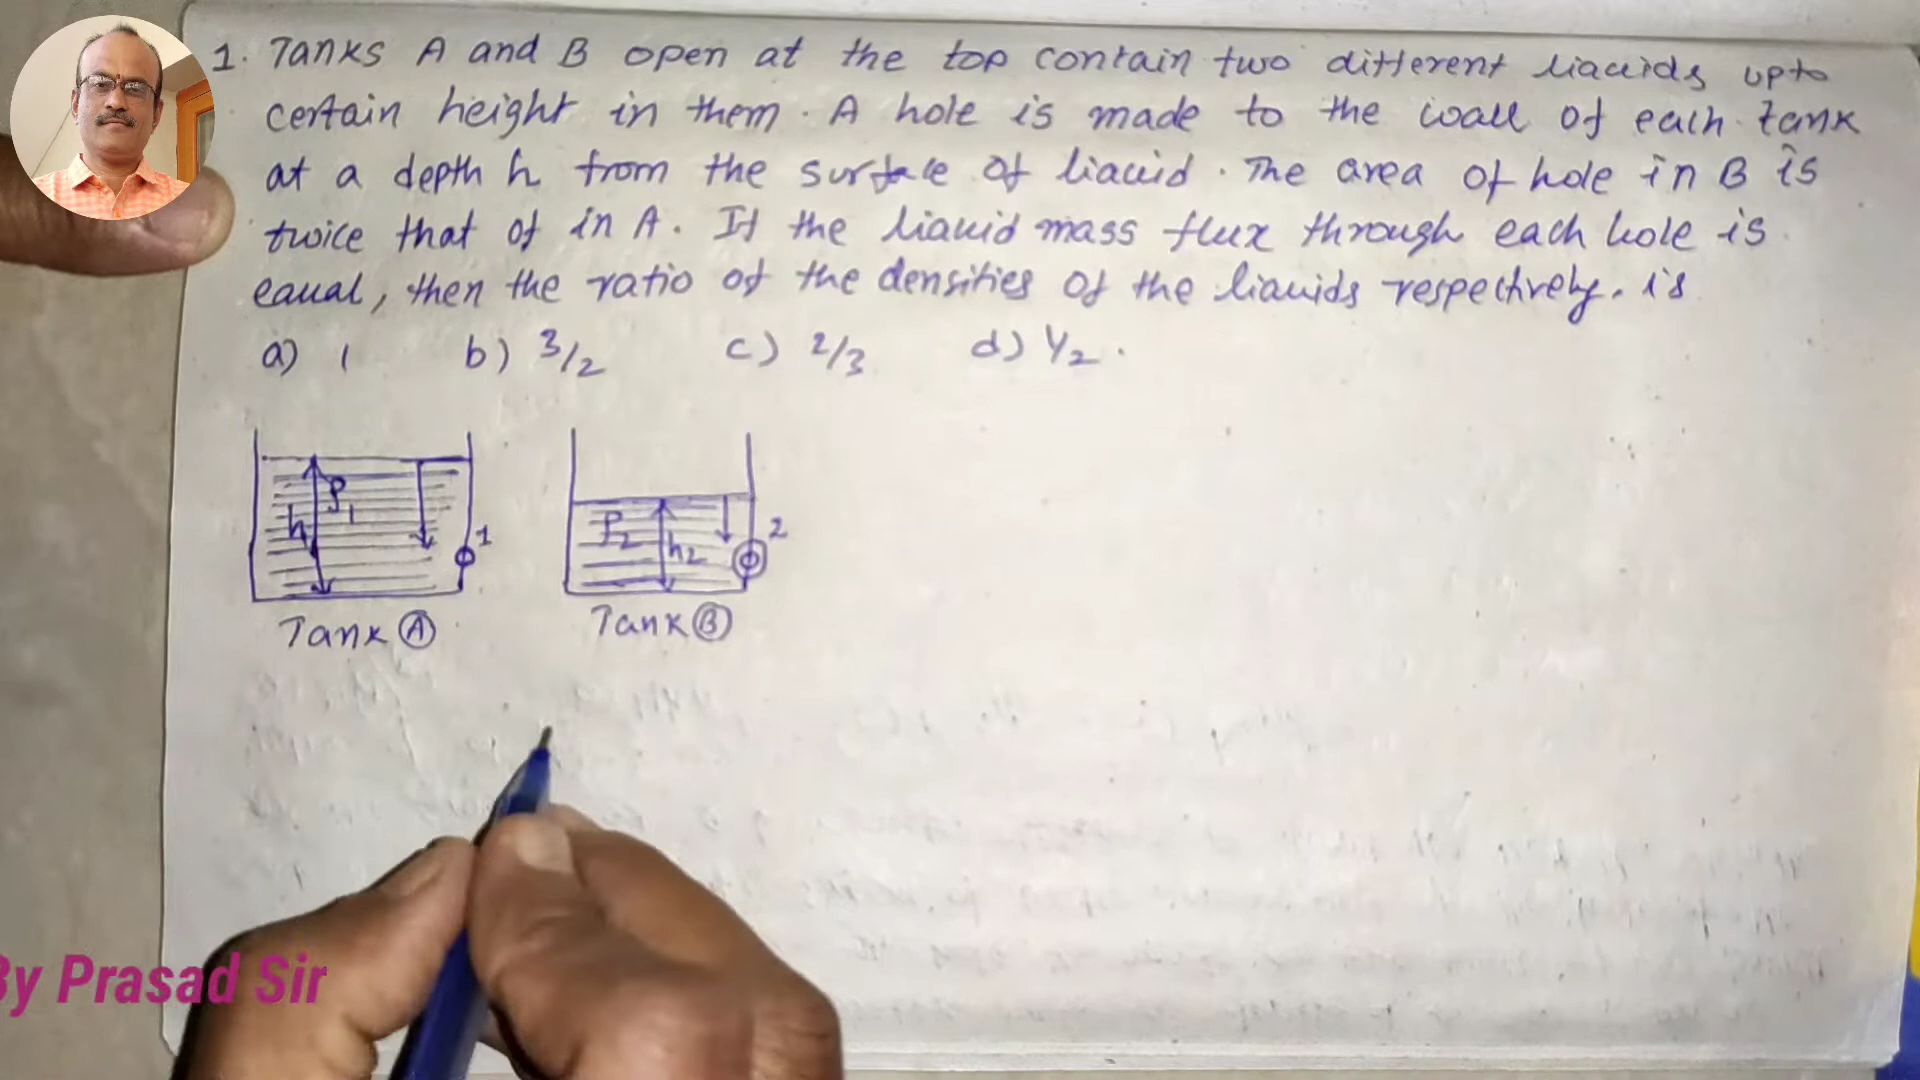 1. Tanks A and B open at the top contain two different liquids upto
certain height in them. A hole is made to the wall of each tank
at a depth h from the surface of liquid. The area of hole in B is
twice that of in A. If the liquid mass flux through each hole is
equal, then the ratio of the densities of the liquids respectively. is
a) 1 b) 3/2 c) 2/3 d) 1/2.
ρ1
h
1
Tank A
ρ2
h2
2
Tank B
By Prasad Sir